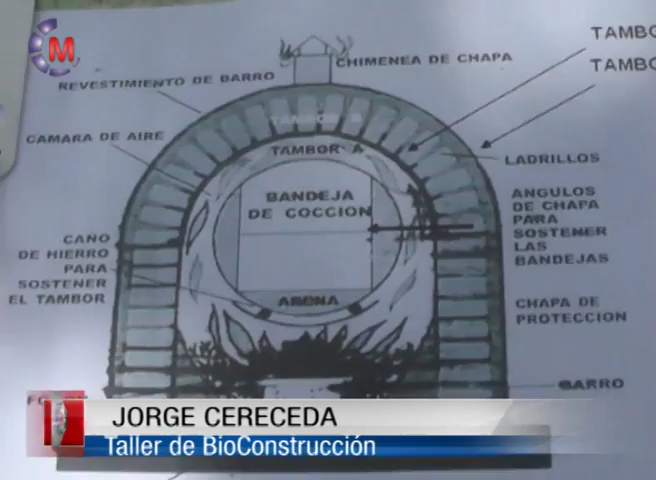 M
TAMBO
CHIMENEA DE CHAPA
TAMBO
REVESTIMIENTO DE BARRO
TAMBOR
CAMARA DE AIRE
TAMBOR A
LADRILLOS
BANDEJA
DE COCCION
ANGULOS
DE CHAPA
PARA
SOSTENER
LAS
BANDEJAS
CANO
DE HIERRO
PARA
SOSTENER
EL TAMBOR
ARENA
CHAPA DE
PROTECCION
BARRO
JORGE CERECEDA
Taller de BioConstrucción